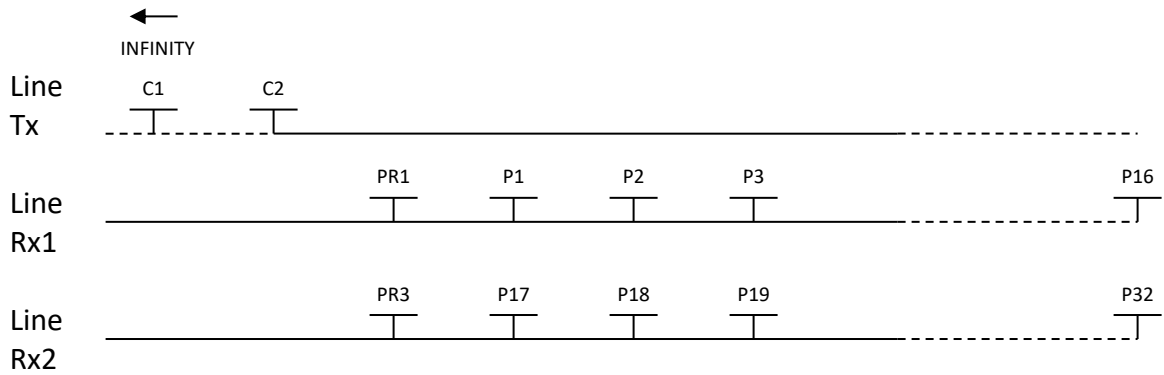 INFINITY
Line
Tx
C1 C2
Line
Rx1
PR1 P1 P2 P3 P16
Line
Rx2
PR3 P17 P18 P19 P32